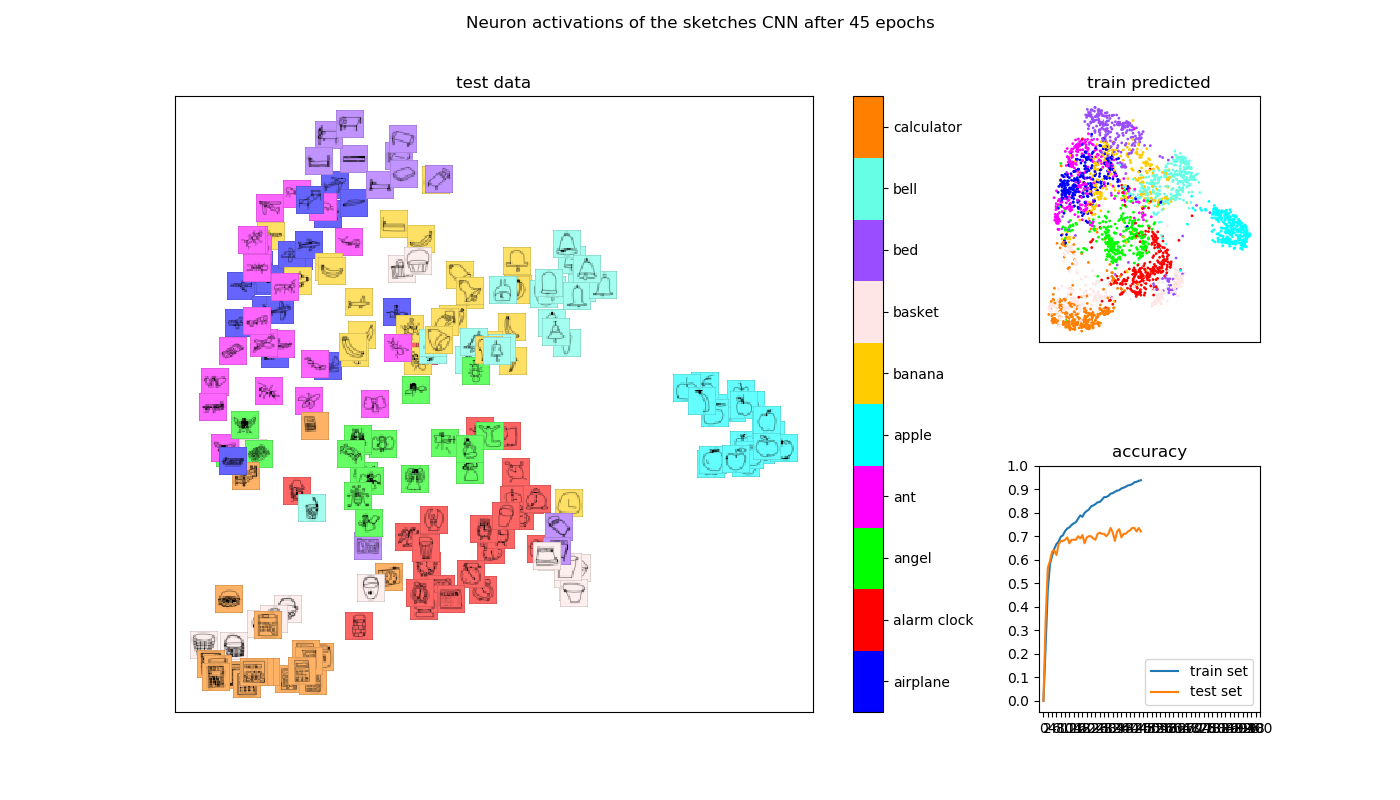 Neuron activations of the sketches CNN after 45 epochs
test data
calculator
bell
bed
basket
banana
apple
ant
angel
alarm clock
airplane
train predicted
accuracy
1.0
0.9
0.8
0.7
0.6
0.5
0.4
0.3
0.2
0.1
0.0
train set
test set